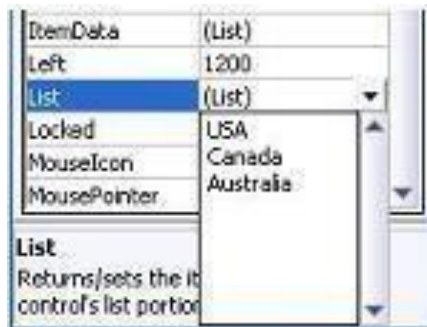 ItemData (List)
Left 1200
List (List)
Locked USA
MouseIcon Canada
MousePointer Australia
List
Returns/sets the it
control's list portion